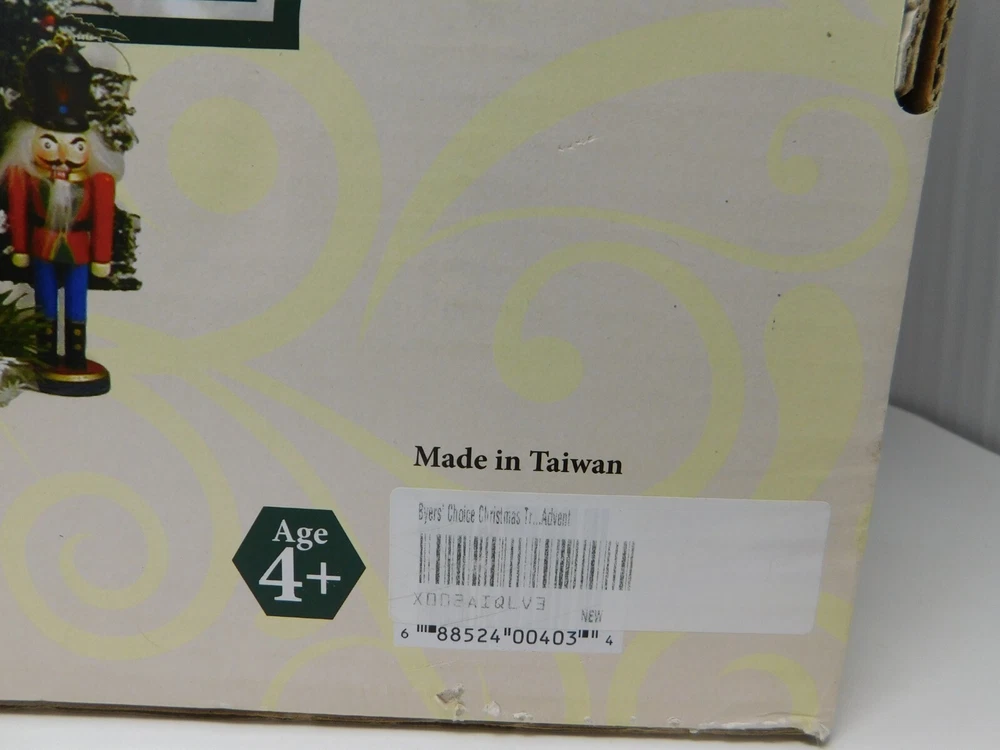 Made in Taiwan
Age
4+
Byers' Choice Christmas Tr...Advent
X003AIQLV3
NEW
6 88524 00403 4